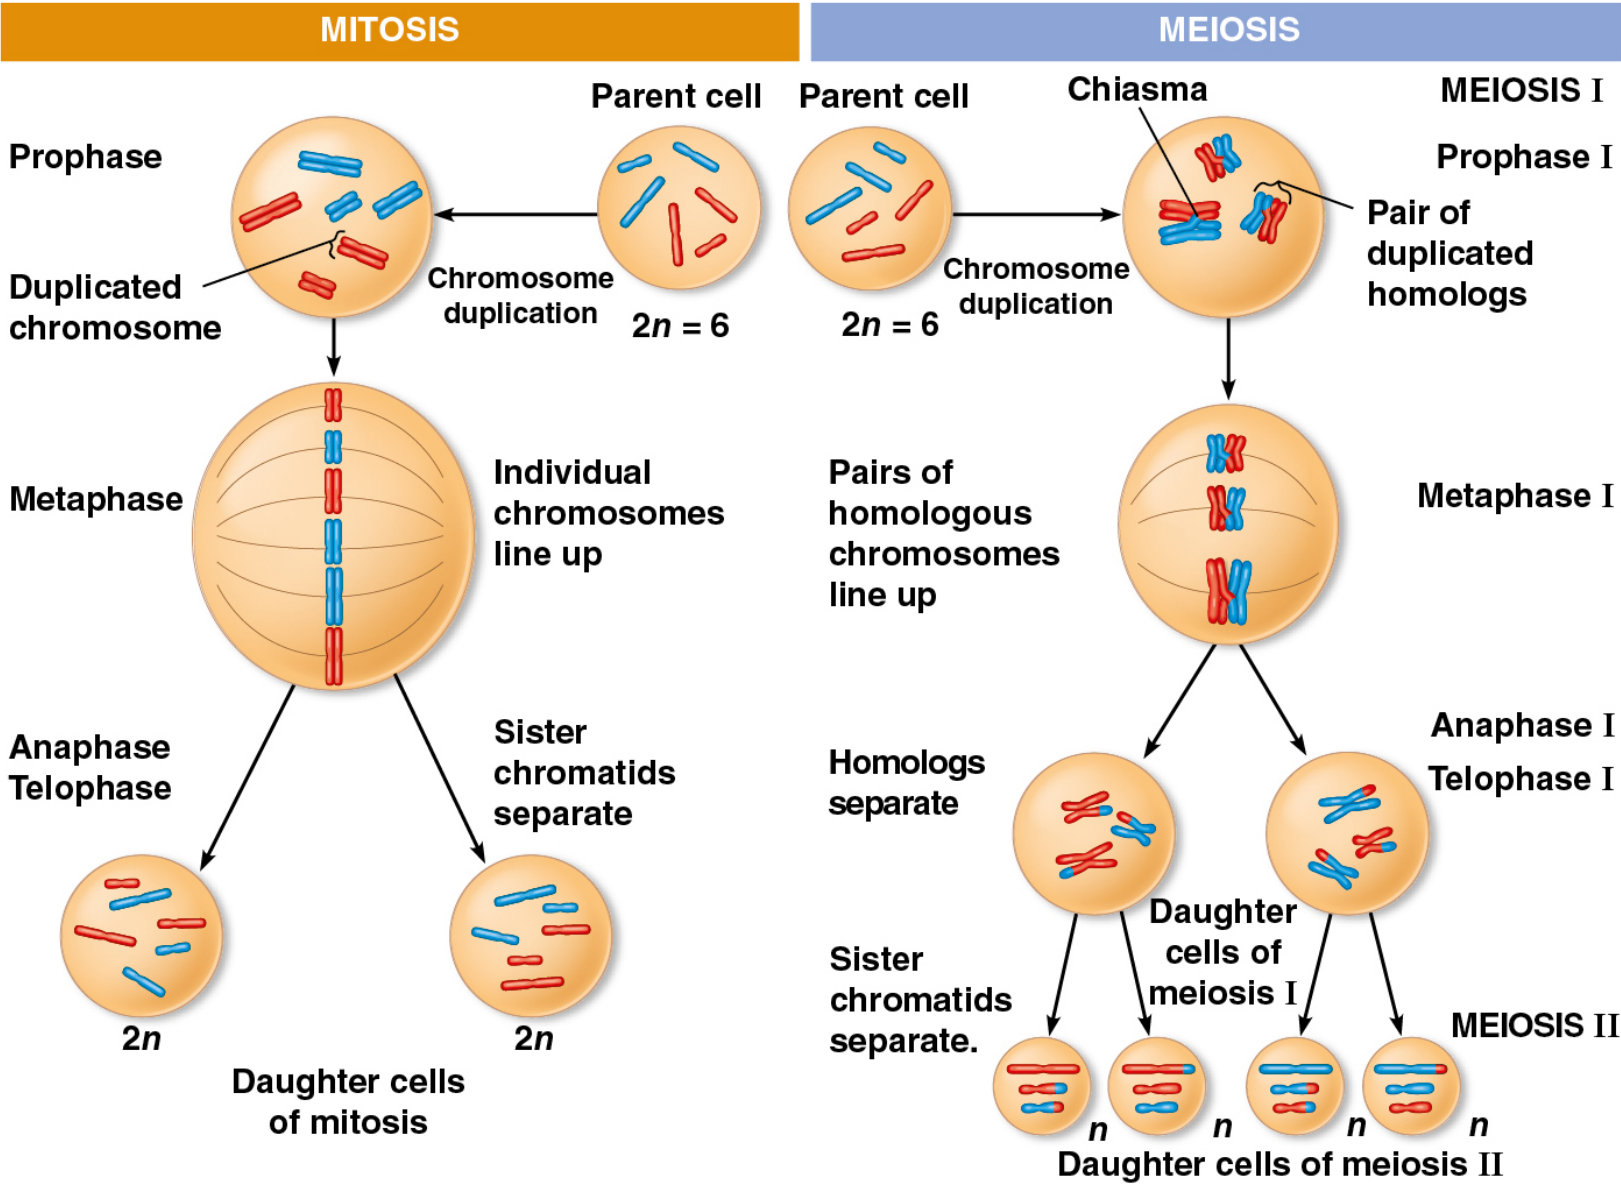 MITOSIS
Parent cell
Prophase
Duplicated
chromosome
Chromosome
duplication
2n = 6
Metaphase
Individual
chromosomes
line up
Anaphase
Telophase
Sister
chromatids
separate
2n
2n
Daughter cells
of mitosis
MEIOSIS
Parent cell
Chiasma
MEIOSIS I
Prophase I
Pair of
duplicated
homologs
Chromosome
duplication
2n = 6
Pairs of
homologous
chromosomes
line up
Metaphase I
Homologs
separate
Anaphase I
Telophase I
Daughter
cells of
meiosis I
Sister
chromatids
separate.
MEIOSIS II
n
n
n
n
Daughter cells of meiosis II